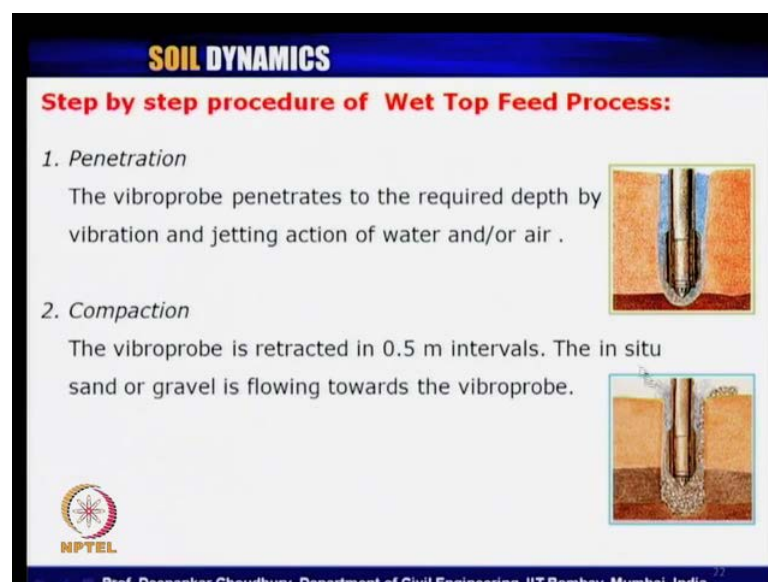 SOIL DYNAMICS
Step by step procedure of Wet Top Feed Process:
1. Penetration
The vibroprobe penetrates to the required depth by
vibration and jetting action of water and/or air .
2. Compaction
The vibroprobe is retracted in 0.5 m intervals. The in situ
sand or gravel is flowing towards the vibroprobe.
NPTEL
22
Prof. Deepankar Choudhury, Department of Civil Engineering, IIT Bombay, Mumbai, India